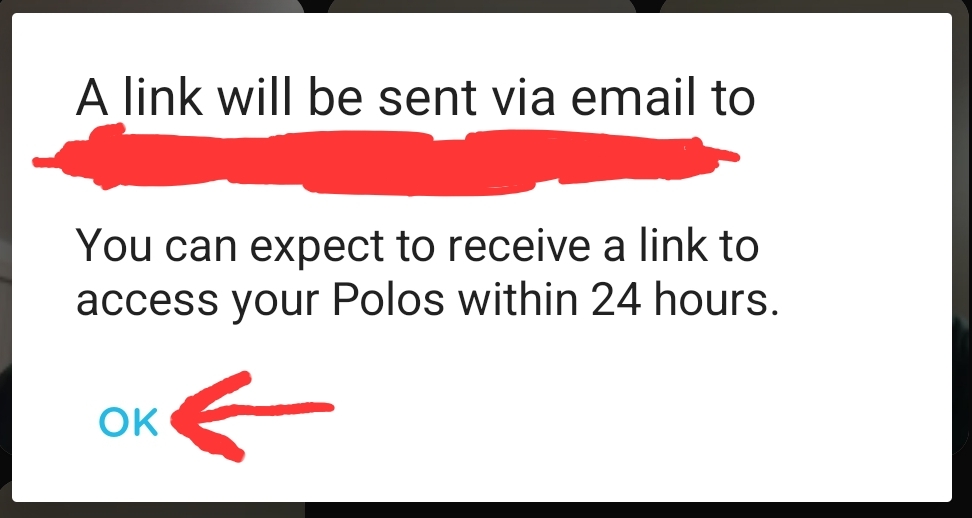 A link will be sent via email to
You can expect to receive a link to
access your Polos within 24 hours.
OK